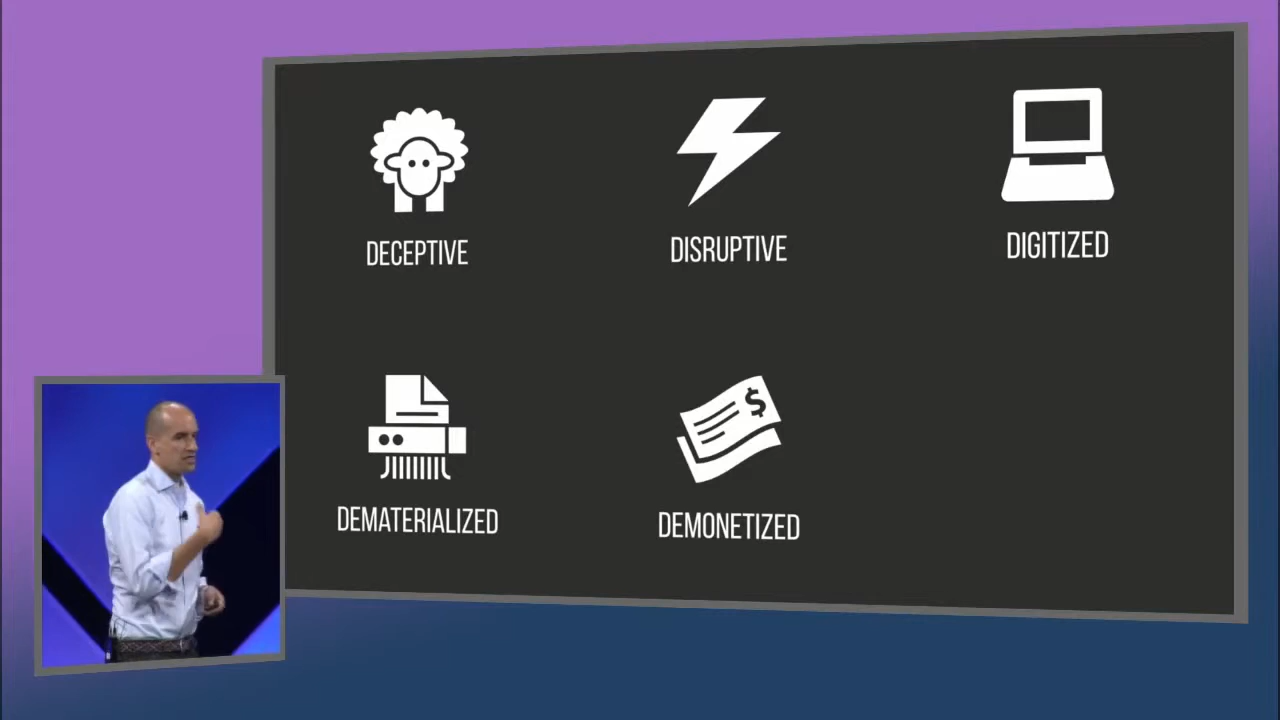 DECEPTIVE
DISRUPTIVE
DIGITIZED
$
DEMATERIALIZED
DEMONETIZED